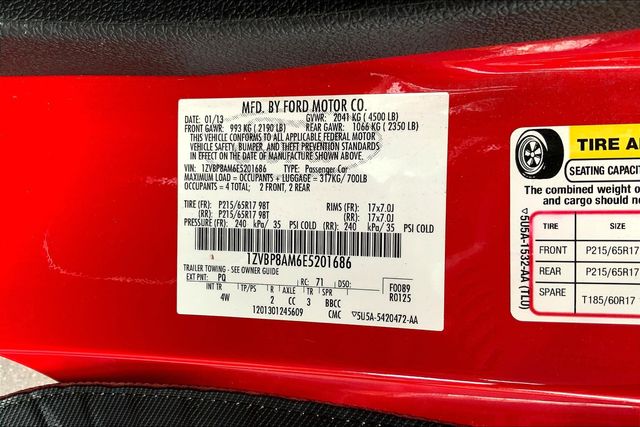 MFD. BY FORD MOTOR CO.
DATE: 01/13 GVWR: 2041 KG ( 4500 LB)
FRONT GAWR: 993 KG ( 2190 LB) REAR GAWR: 1066 KG ( 2350 LB)
THIS VEHICLE CONFORMS TO ALL APPLICABLE FEDERAL MOTOR
VEHICLE SAFETY, BUMPER, AND THEFT PREVENTION STANDARDS
IN EFFECT ON THE DATE OF MANUFACTURE SHOWN ABOVE.
VIN: 1ZVBP8AM6E5201686 TYPE: Passenger Car
MAXIMUM LOAD = OCCUPANTS + LUGGAGE = 317KG/ 700LB
OCCUPANTS = 4 TOTAL: 2 FRONT, 2 REAR
TIRE (FR): P215/65R17 98T RIMS (FR): 17x7.0J
(RR): P215/65R17 98T (RR): 17x7.0J
PRESSURE (FR): 240 kPa/ 35 PSI COLD (RR): 240 kPa/ 35 PSI COLD
1ZVBP8AM6E5201686
TRAILER TOWING - SEE OWNER GUIDE
EXT PNT: PQ RC: 71 DSO: F0089
INT TR TP/PS R AX TR SPR R0125
4W 2 CC 3 BBCC
1201301245609 CMC ▽5U5A-5420472-AA
TIRE A
SEATING CAPACI
The combined weight o
and cargo should ne
▽5U5A-1532-AA (TL0)
TIRE SIZE
FRONT P215/65R17
REAR P215/65R17
SPARE T185/60R17